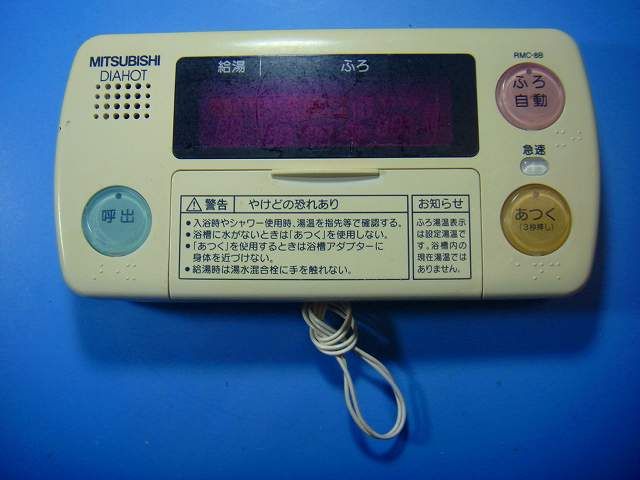 MITSUBISHI
DIAHOT
給湯
ふろ
RMC-8B
ふろ
自動
急速
呼出
あつく
(3秒押し)
⚠警告 やけどの恐れあり
•入浴時やシャワー使用時、湯温を指先等で確認する。
•浴槽に水がないときは「あつく」を使用しない。
•「あつく」を使用するときは浴槽アダプターに
身体を近づけない。
•給湯時は湯水混合栓に手を触れない。
お知らせ
ふろ湯温表示
は設定湯温で
す。浴槽内の
現在湯温では
ありません。